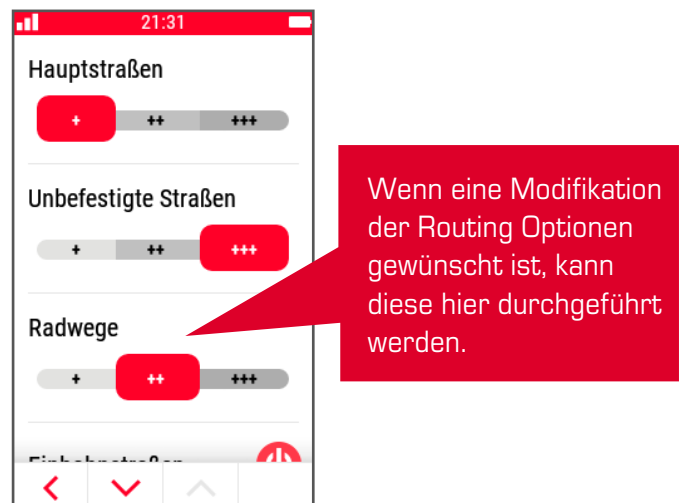 21:31
Hauptstraßen
+ ++ +++
Unbefestigte Straßen
+ ++ +++
Radwege
+ ++ +++
Wenn eine Modifikation
der Routing Optionen
gewünscht ist, kann
diese hier durchgeführt
werden.